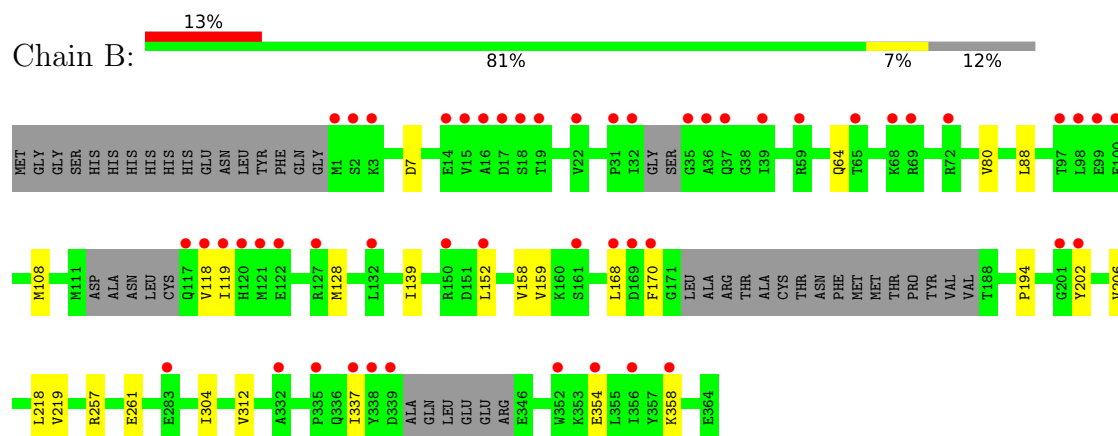 13%
Chain B:
81% 7% 12%
MET GLY GLY SER HIS HIS HIS HIS HIS HIS GLU ASN LEU TYR PHE GLN GLY M1 S2 K3 D7 E14 V15 A16 D17 S18 T19 V22 P31 I32 GLY SER G35 A36 Q37 G38 I39 R59 Q64 T65 K68 R69 R72 V80 L88 T97 L98 E99
M108 M111 ASP ALA ASN LEU CYS Q117 V118 I119 H120 M121 E122 R127 M128 L132 I139 R150 D151 L152 V158 V159 K160 S161 L168 D169 F170 G171 LEU ALA ARG THR ALA CYS THR ASN PHE MET MET THR PRO TYR VAL VAL T188 P194 G201 Y202
L218 V219 R257 E261 E283 I304 V312 A332 P335 Q336 I337 Y338 D339 ALA GLN LEU GLU GLU ARG E346 W352 K353 E354 L355 I356 Y357 K358 E364